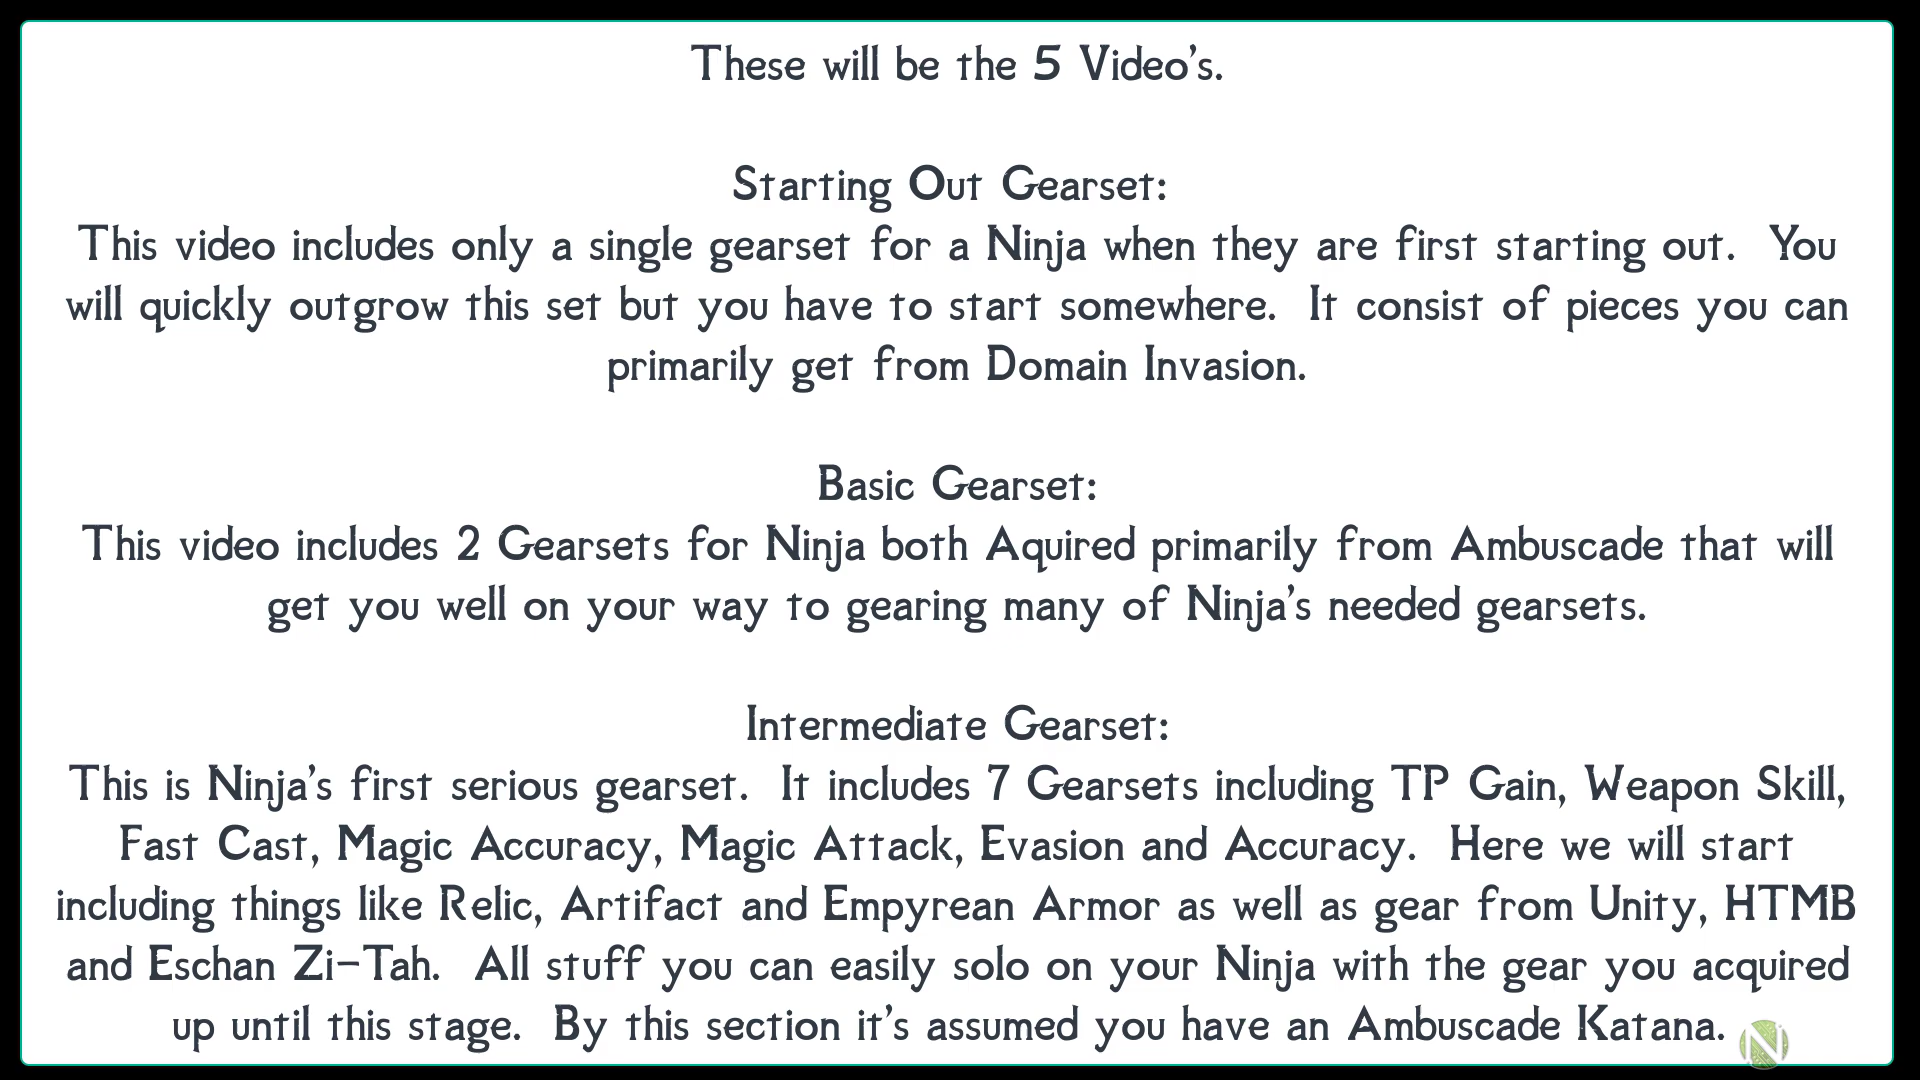 These will be the 5 Video's.
Starting Out Gearset:
This video includes only a single gearset for a Ninja when they are first starting out.  You
will quickly outgrow this set but you have to start somewhere.  It consist of pieces you can
primarily get from Domain Invasion.
Basic Gearset:
This video includes 2 Gearsets for Ninja both Aquired primarily from Ambuscade that will
get you well on your way to gearing many of Ninja's needed gearsets.
Intermediate Gearset:
This is Ninja's first serious gearset.  It includes 7 Gearsets including TP Gain, Weapon Skill,
Fast Cast, Magic Accuracy, Magic Attack, Evasion and Accuracy.  Here we will start
including things like Relic, Artifact and Empyrean Armor as well as gear from Unity, HTMB
and Eschan Zi-Tah.  All stuff you can easily solo on your Ninja with the gear you acquired
up until this stage.  By this section it's assumed you have an Ambuscade Katana.
N